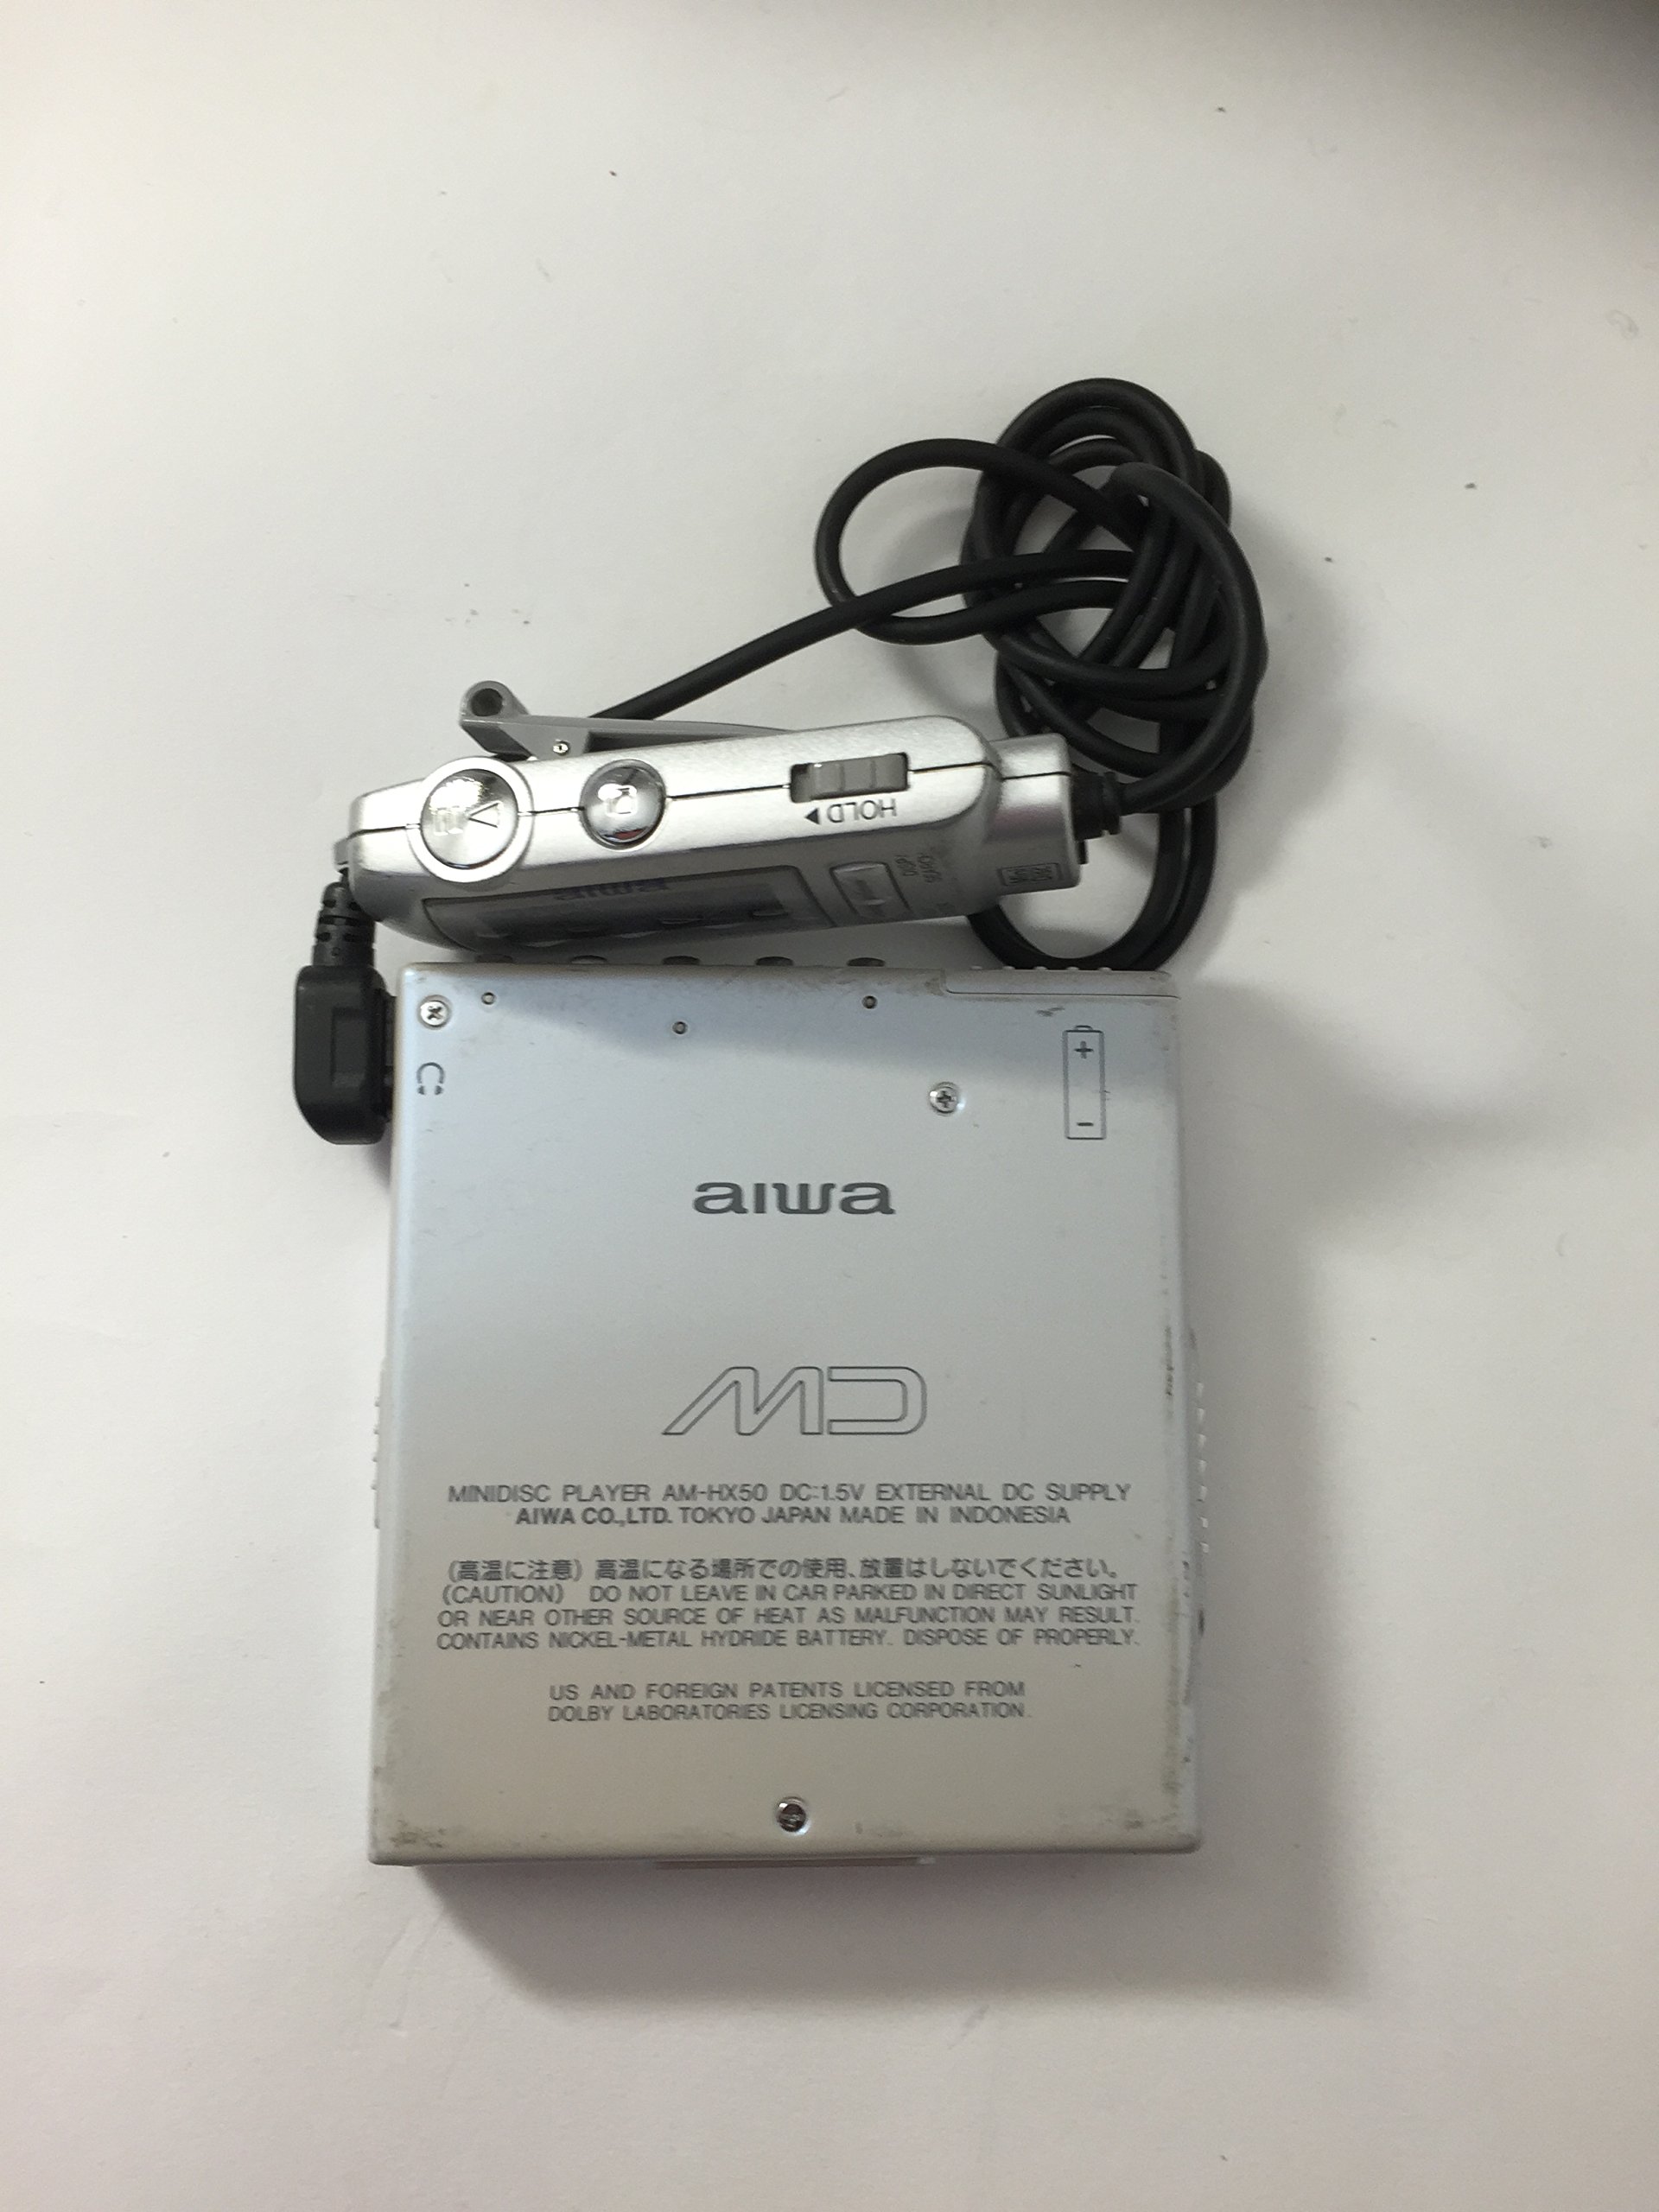 HOLD
aiwa
+
-
aiwa
MD
MINIDISC PLAYER AM-HX50 DC:1.5V EXTERNAL DC SUPPLY
AIWA CO.,LTD. TOKYO JAPAN MADE IN INDONESIA
(高温に注意) 高温になる場所での使用、放置はしないでください。
(CAUTION) DO NOT LEAVE IN CAR PARKED IN DIRECT SUNLIGHT
OR NEAR OTHER SOURCE OF HEAT AS MALFUNCTION MAY RESULT.
CONTAINS NICKEL-METAL HYDRIDE BATTERY. DISPOSE OF PROPERLY.
US AND FOREIGN PATENTS LICENSED FROM
DOLBY LABORATORIES LICENSING CORPORATION.